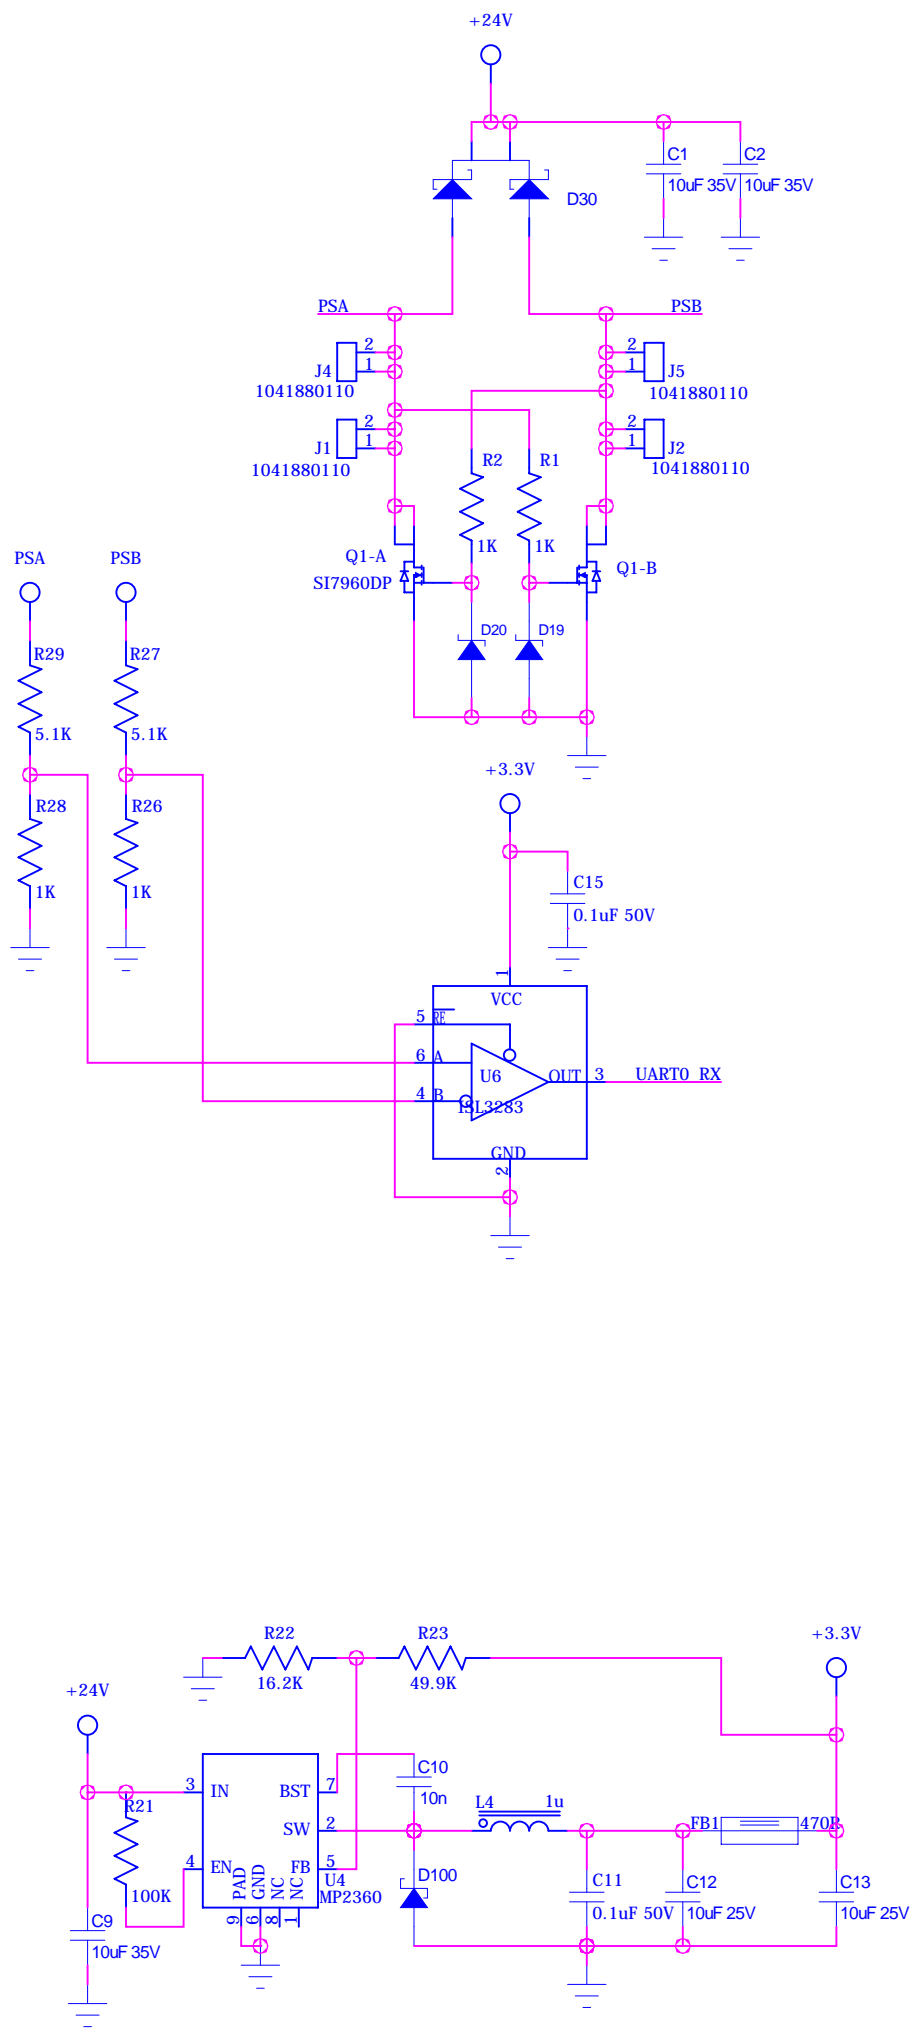 +24V
C1
10uF 35V
C2
10uF 35V
D30
PSA
PSB
2
1
J4
1041880110
2
1
J5
1041880110
2
1
J1
1041880110
2
1
J2
1041880110
R2
1K
R1
1K
Q1-A
SI7960DP
Q1-B
D20
D19
PSA
PSB
R29
5.1K
R27
5.1K
R28
1K
R26
1K
+3.3V
C15
0.1uF 50V
1
VCC
5 RE
6 A
U6
OUT 3
UART0_RX
4 B
ISL3283
GND
2
R22
16.2K
R23
49.9K
+3.3V
+24V
3 IN
BST 7
C10
10n
R21
100K
SW 2
L4
1u
FB1
470R
4 EN
FB 5
U4
MP2360
PAD
GND
NC
NC
9
6
8
1
D100
C9
10uF 35V
C11
0.1uF 50V
C12
10uF 25V
C13
10uF 25V